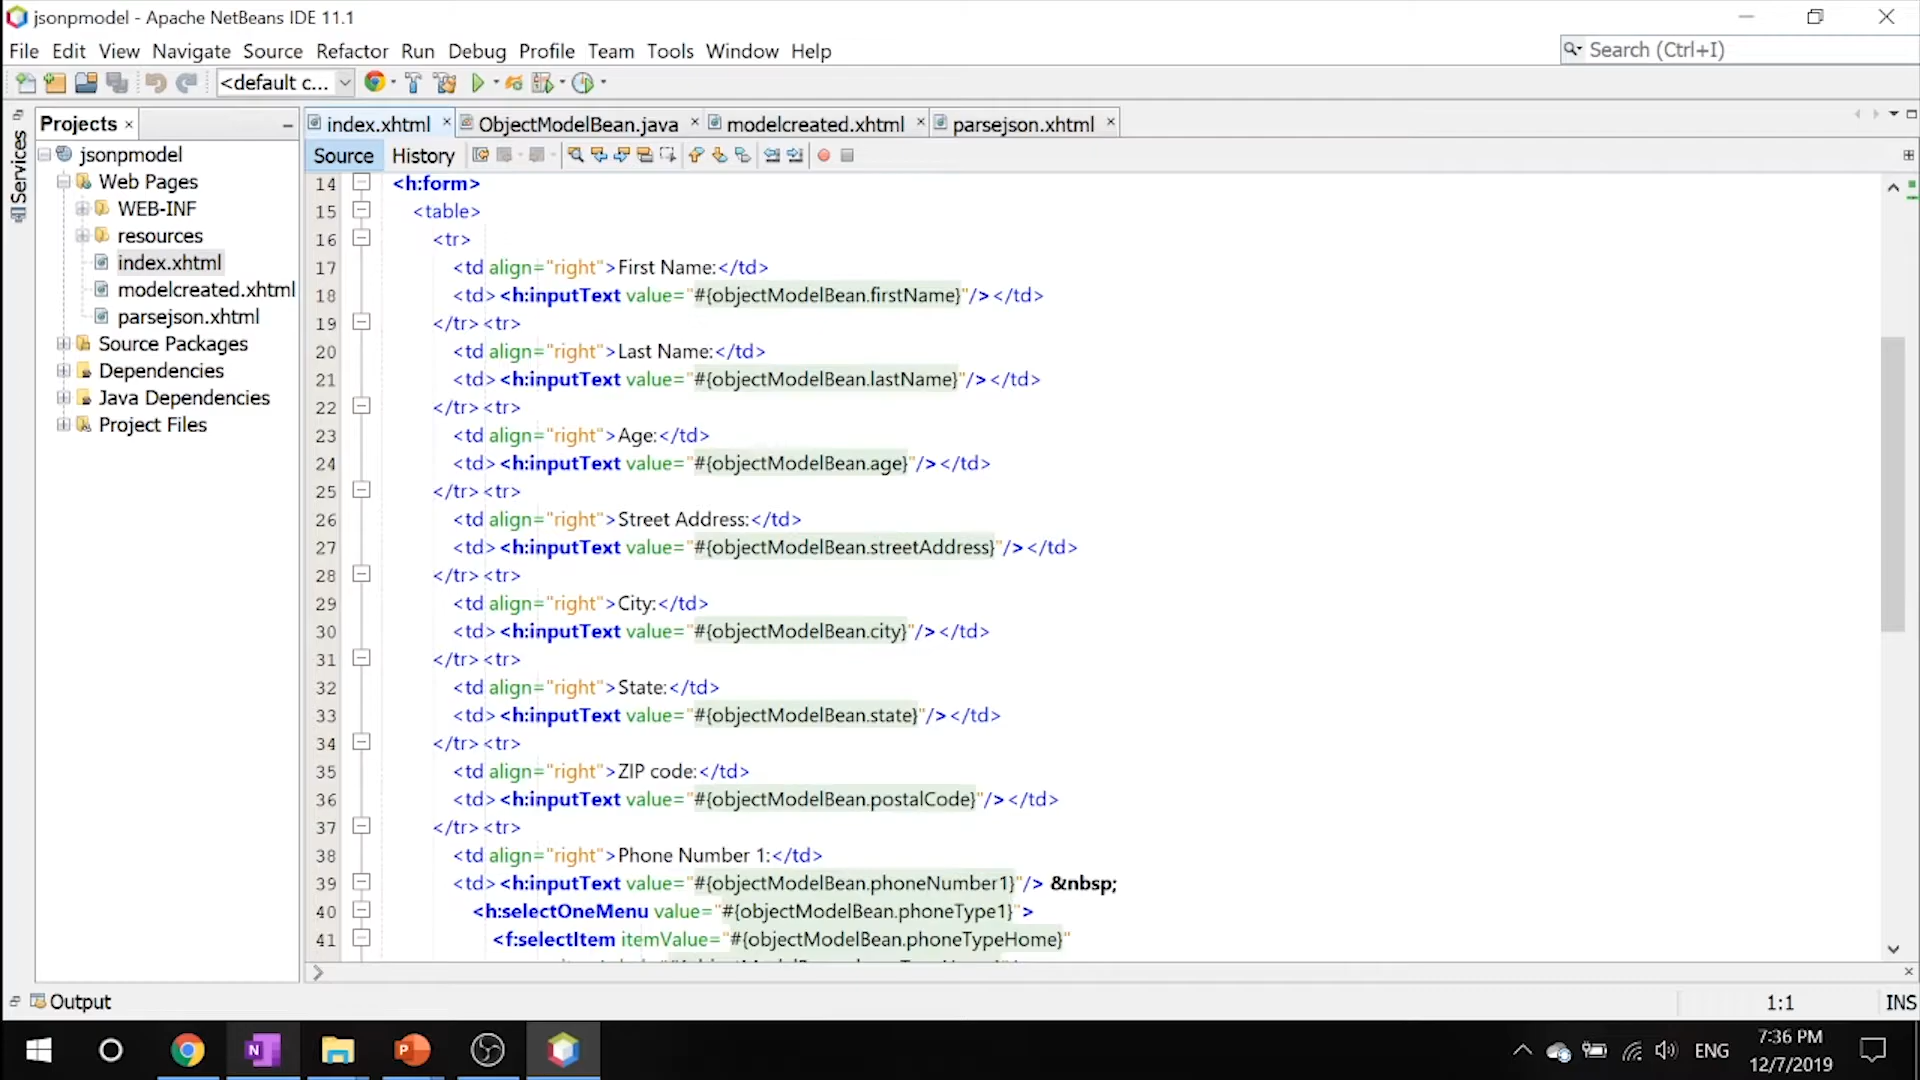 jsonpmodel - Apache NetBeans IDE 11.1
File Edit View Navigate Source Refactor Run Debug Profile Team Tools Window Help
Search (Ctrl+I)
<default c...
Services
Projects
jsonpmodel
Web Pages
WEB-INF
resources
index.xhtml
modelcreated.xhtml
parsejson.xhtml
Source Packages
Dependencies
Java Dependencies
Project Files
index.xhtml ObjectModelBean.java modelcreated.xhtml parsejson.xhtml
Source History
14 <h:form>
15 <table>
16 <tr>
17 <td align="right">First Name:</td>
18 <td><h:inputText value="#{objectModelBean.firstName}"/></td>
19 </tr><tr>
20 <td align="right">Last Name:</td>
21 <td><h:inputText value="#{objectModelBean.lastName}"/></td>
22 </tr><tr>
23 <td align="right">Age:</td>
24 <td><h:inputText value="#{objectModelBean.age}"/></td>
25 </tr><tr>
26 <td align="right">Street Address:</td>
27 <td><h:inputText value="#{objectModelBean.streetAddress}"/></td>
28 </tr><tr>
29 <td align="right">City:</td>
30 <td><h:inputText value="#{objectModelBean.city}"/></td>
31 </tr><tr>
32 <td align="right">State:</td>
33 <td><h:inputText value="#{objectModelBean.state}"/></td>
34 </tr><tr>
35 <td align="right">ZIP code:</td>
36 <td><h:inputText value="#{objectModelBean.postalCode}"/></td>
37 </tr><tr>
38 <td align="right">Phone Number 1:</td>
39 <td><h:inputText value="#{objectModelBean.phoneNumber1}"/> &nbsp;
40 <h:selectOneMenu value="#{objectModelBean.phoneType1}">
41 <f:selectItem itemValue="#{objectModelBean.phoneTypeHome}"
Output
1:1 INS
ENG
7:36 PM
12/7/2019